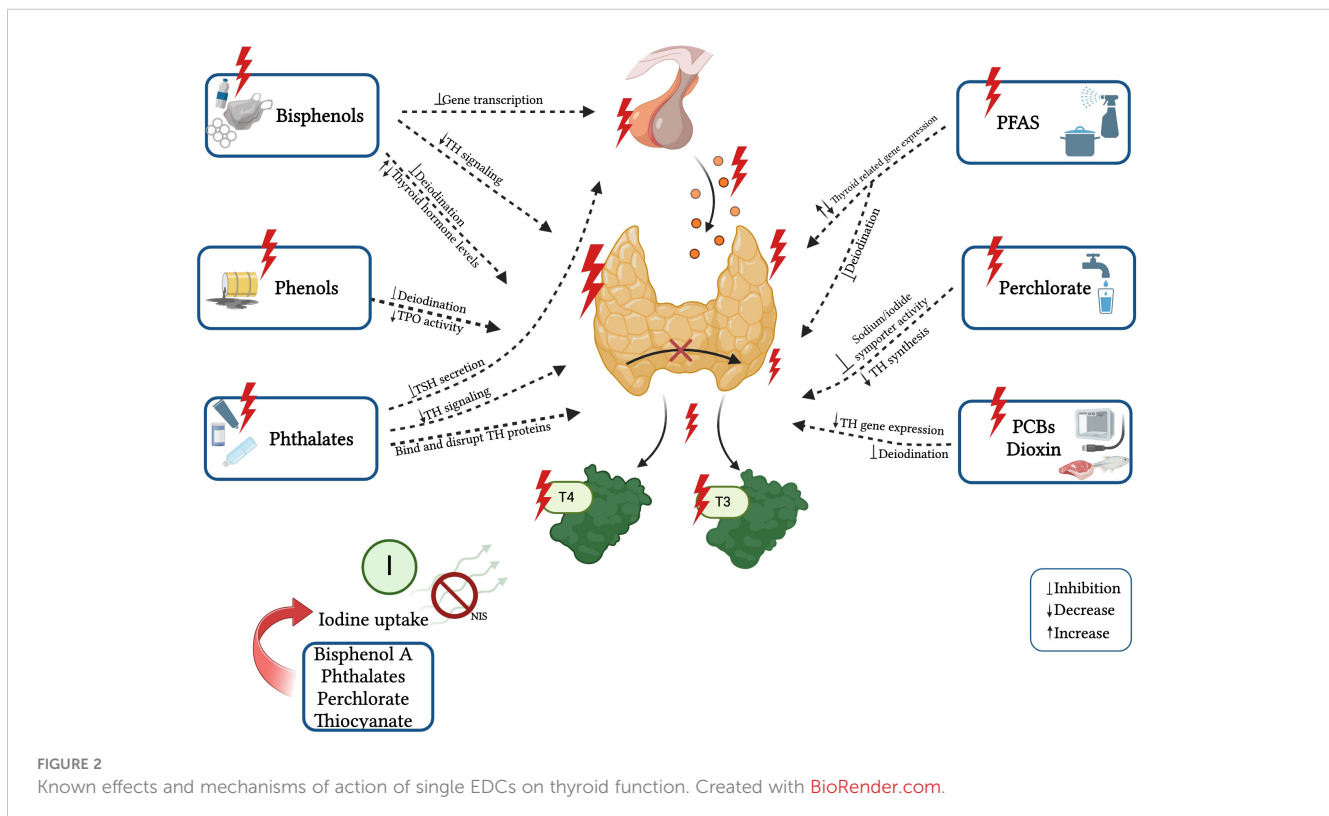 Bisphenols
⊥Gene transcription
↓TH signaling
⊥Deiodination
↑↓Thyroid hormone levels
PFAS
↑↓Thyroid related gene expression
⊥Deiodination
Phenols
⊥Deiodination
↓TPO activity
Perchlorate
Sodium/iodide
⊥ symporter activity
↓TH synthesis
Phthalates
⊥TSH secretion
↓TH signaling
Bind and disrupt TH proteins
PCBs
Dioxin
↓TH gene expression
⊥Deiodination
T4
T3
I
Iodine uptake
NIS
Bisphenol A
Phthalates
Perchlorate
Thiocyanate
⊥Inhibition
↓Decrease
↑Increase
FIGURE 2
Known effects and mechanisms of action of single EDCs on thyroid function. Created with BioRender.com.